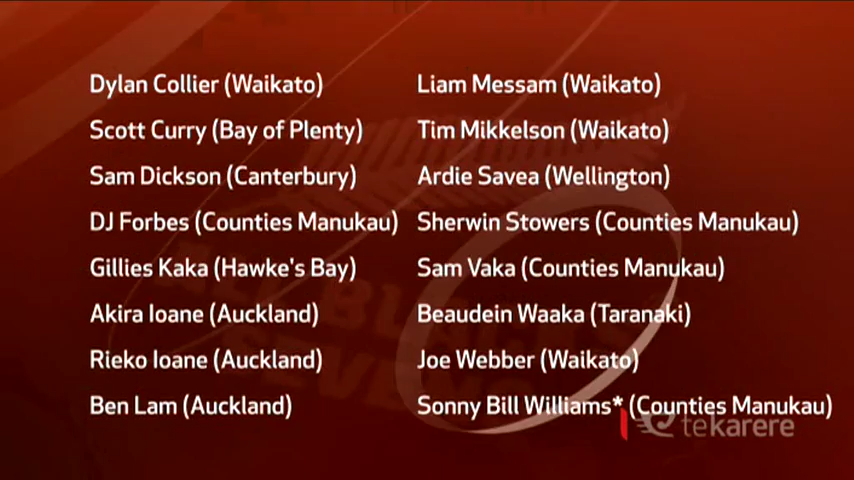 Dylan Collier (Waikato)
Scott Curry (Bay of Plenty)
Sam Dickson (Canterbury)
DJ Forbes (Counties Manukau)
Gillies Kaka (Hawke's Bay)
Akira Ioane (Auckland)
Rieko Ioane (Auckland)
Ben Lam (Auckland)
Liam Messam (Waikato)
Tim Mikkelson (Waikato)
Ardie Savea (Wellington)
Sherwin Stowers (Counties Manukau)
Sam Vaka (Counties Manukau)
Beaudein Waaka (Taranaki)
Joe Webber (Waikato)
Sonny Bill Williams* (Counties Manukau)
ALL BLACKS
SEVENS
tekarere